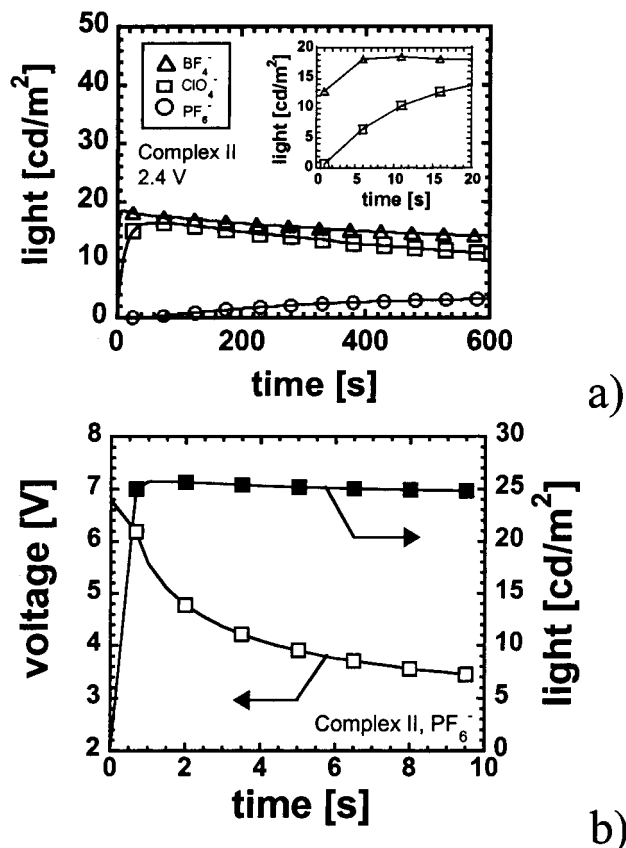 50
40
30
20
10
0
light [cd/m²]
BF₄⁻
ClO₄⁻
PF₆⁻
Complex II
2.4 V
20
15
10
5
0
light [cd/m²]
0 5 10 15 20
time [s]
0 200 400 600
time [s]
a)
8
7
6
5
4
3
2
voltage [V]
30
25
20
15
10
5
0
light [cd/m²]
Complex II, PF₆⁻
0 2 4 6 8 10
time [s]
b)